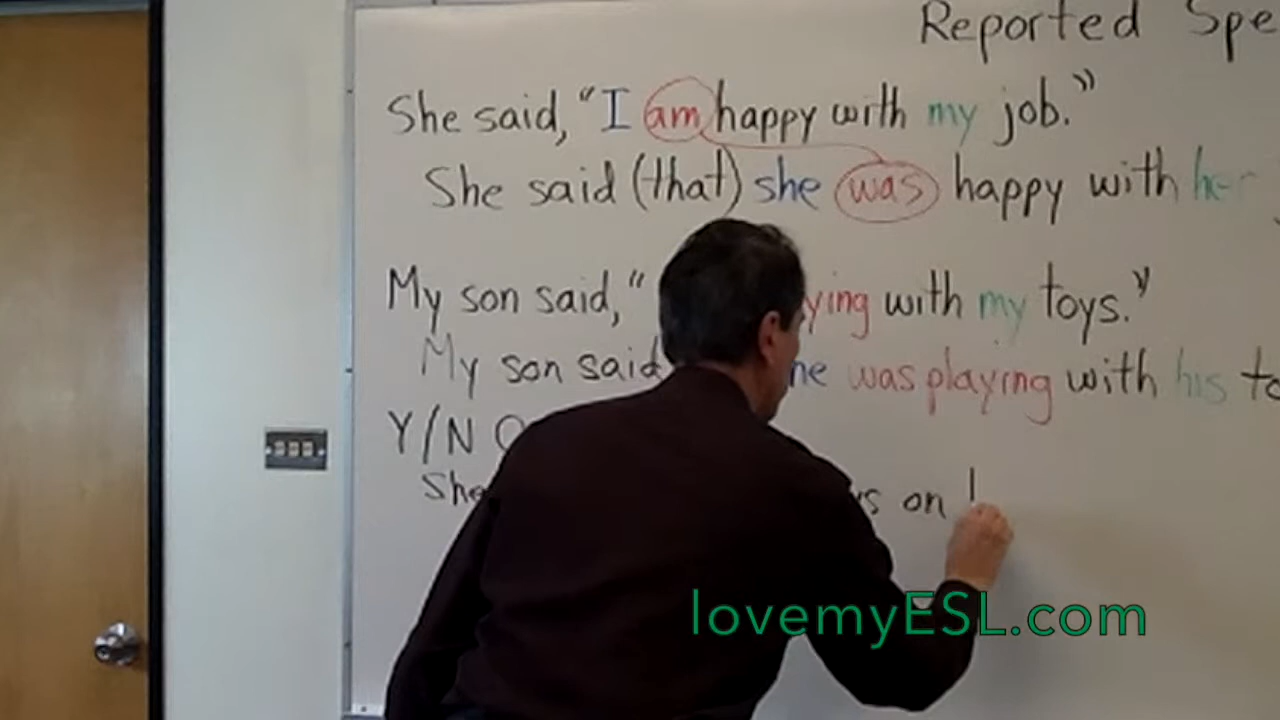 Reported Spe
She said, "I am happy with my job."
She said (that) she was happy with her
My son said, " ying with my toys."
My son said he was playing with his to
Y/N Q
She s on
lovemyESL.com